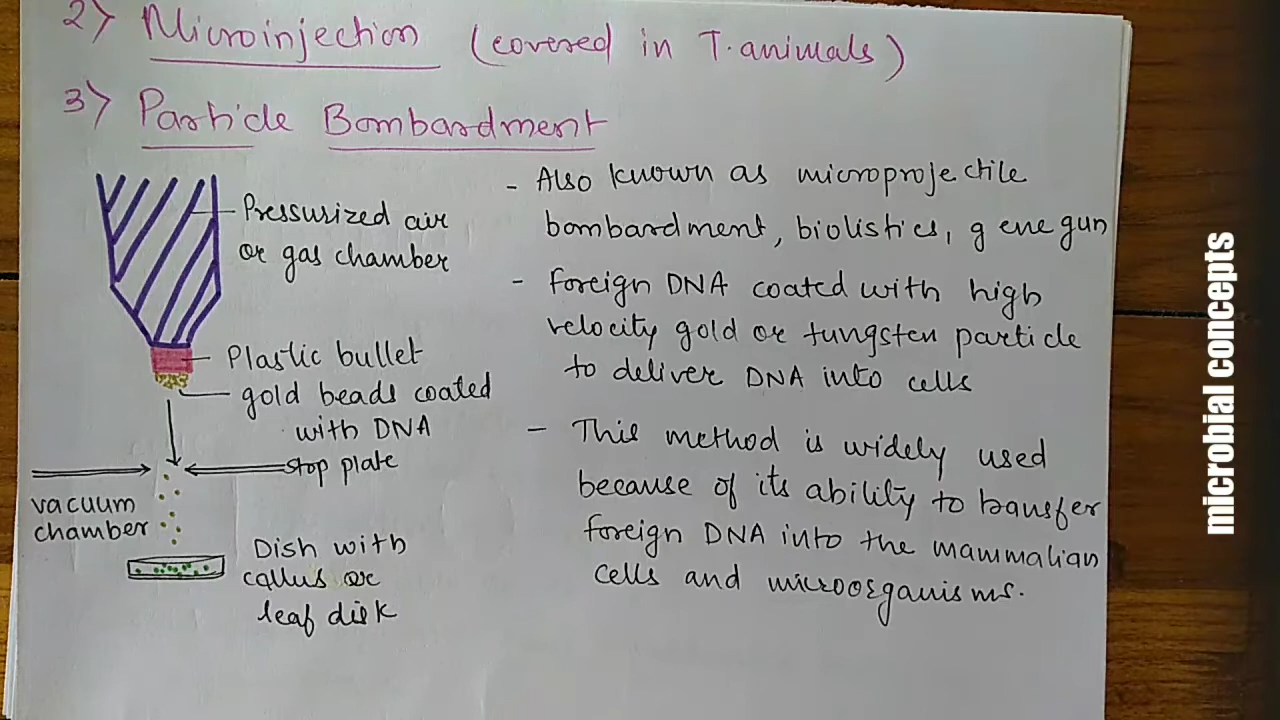 2) Microinjection (covered in T.animals)
3) Particle Bombardment
Pressurized air
or gas chamber
Plastic bullet
gold beads coated
with DNA
stop plate
vacuum
chamber
Dish with
callus or
leaf disk
- Also known as microprojectile
bombardment, biolistics, gene gun
- foreign DNA coated with high
velocity gold or tungsten particle
to deliver DNA into cells
- This method is widely used
because of its ability to transfer
foreign DNA into the mammalian
cells and microorganisms.
microbial concepts